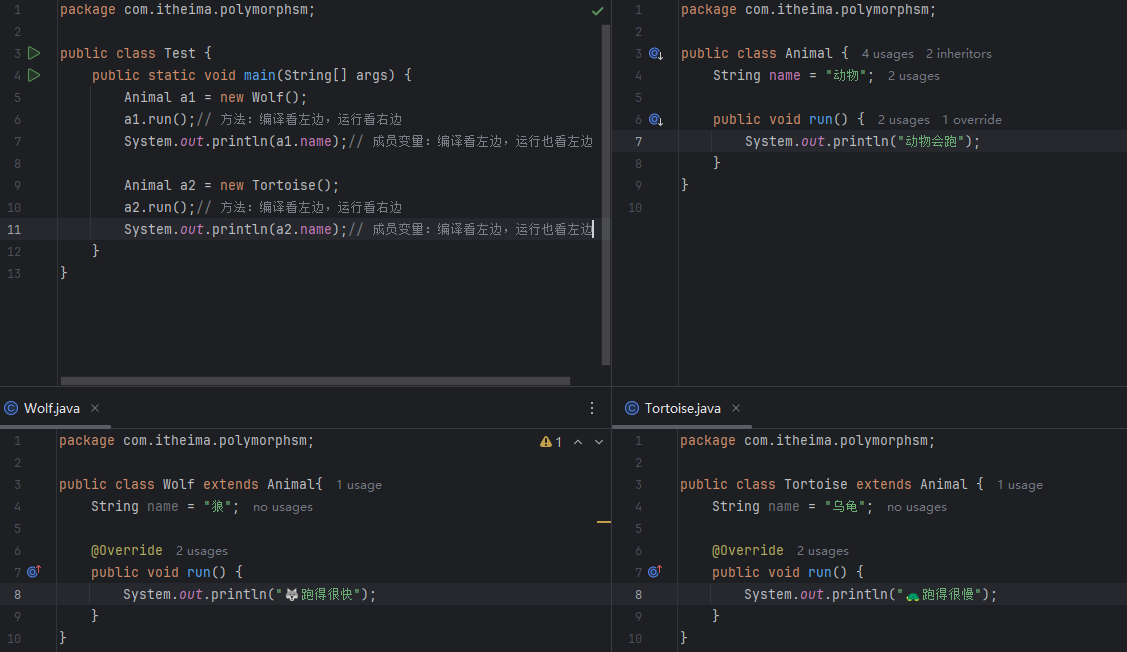 1 package com.itheima.polymorphsm;
2
3 public class Test {
4 public static void main(String[] args) {
5 Animal a1 = new Wolf();
6 a1.run();// 方法：编译看左边，运行看右边
7 System.out.println(a1.name);// 成员变量：编译看左边，运行也看左边
8
9 Animal a2 = new Tortoise();
10 a2.run();// 方法：编译看左边，运行看右边
11 System.out.println(a2.name);// 成员变量：编译看左边，运行也看左边
12 }
13 }
1 package com.itheima.polymorphsm;
2
3 public class Animal { 4 usages 2 inheritors
4 String name = "动物"; 2 usages
5
6 public void run() { 2 usages 1 override
7 System.out.println("动物会跑");
8 }
9 }
10
Wolf.java
1 package com.itheima.polymorphsm; 1
2
3 public class Wolf extends Animal{ 1 usage
4 String name = "狼"; no usages
5
6 @Override 2 usages
7 public void run() {
8 System.out.println("🐺跑得很快");
9 }
10 }
Tortoise.java
1 package com.itheima.polymorphsm;
2
3 public class Tortoise extends Animal { 1 usage
4 String name = "乌龟"; no usages
5
6 @Override 2 usages
7 public void run() {
8 System.out.println("🐢跑得很慢");
9 }
10 }